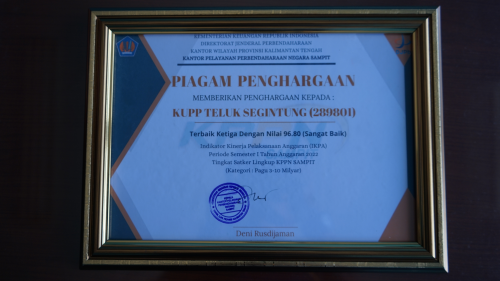 KEMENTERIAN KEUANGAN REPUBLIK INDONESIA
DIREKTORAT JENDERAL PERBENDAHARAAN
KANTOR WILAYAH PROVINSI KALIMANTAN TENGAH
KANTOR PELAYANAN PERBENDAHARAAN NEGARA SAMPIT
PIAGAM PENGHARGAAN
MEMBERIKAN PENGHARGAAN KEPADA :
KUPP TELUK SEGINTUNG (289801)
Terbaik Ketiga Dengan Nilai 96.80 (Sangat Baik)
Indikator Kinerja Pelaksanaan Anggaran (IKPA)
Periode Semester I Tahun Anggaran 2022
Tingkat Satker Lingkup KPPN SAMPIT
(Kategori : Pagu 2-10 Milyar)
Deni Rusdijaman